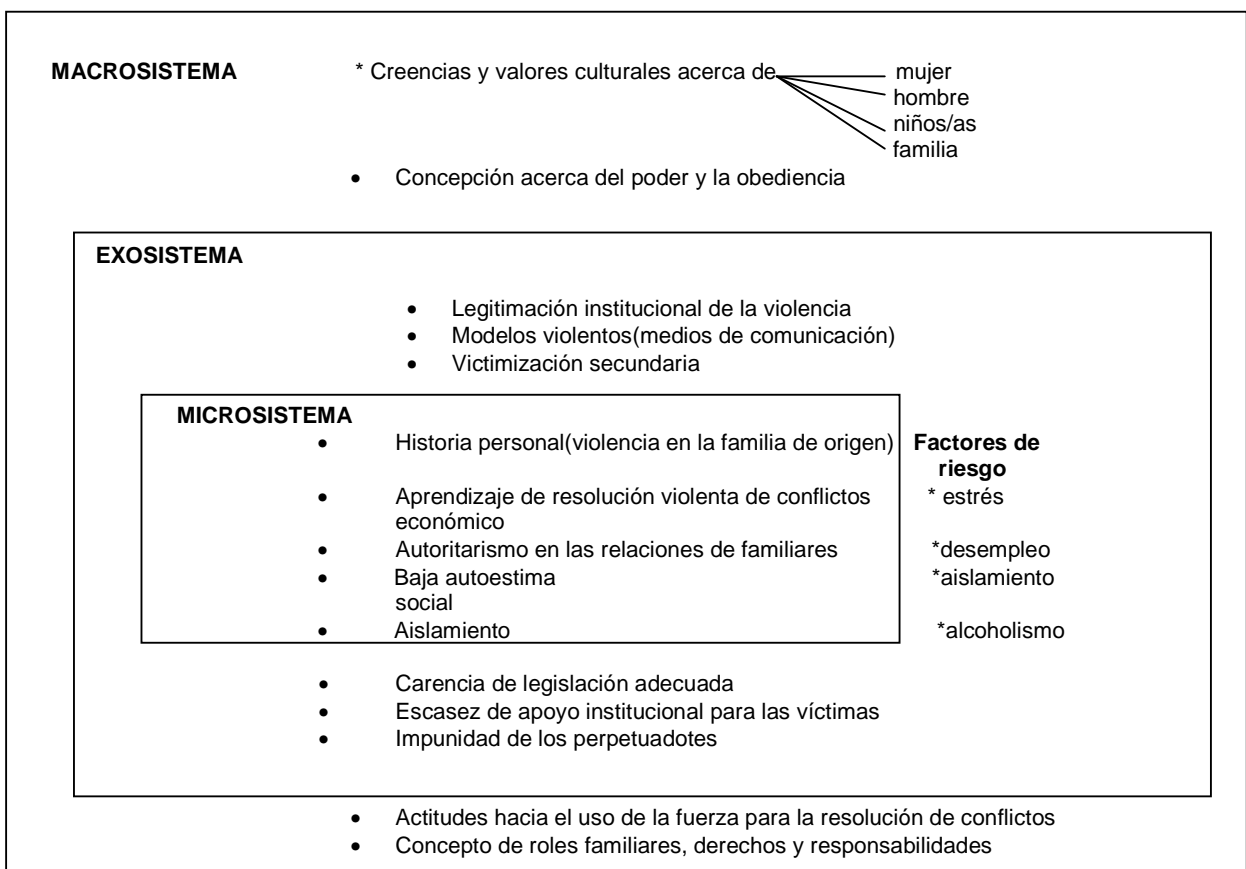 MACROSISTEMA * Creencias y valores culturales acerca de mujer
hombre
niños/as
familia
• Concepción acerca del poder y la obediencia
EXOSISTEMA
• Legitimación institucional de la violencia
• Modelos violentos(medios de comunicación)
• Victimización secundaria
MICROSISTEMA
• Historia personal(violencia en la familia de origen) Factores de
riesgo
• Aprendizaje de resolución violenta de conflictos * estrés
económico
• Autoritarismo en las relaciones de familiares *desempleo
• Baja autoestima *aislamiento
social
• Aislamiento *alcoholismo
• Carencia de legislación adecuada
• Escasez de apoyo institucional para las víctimas
• Impunidad de los perpetuadotes
• Actitudes hacia el uso de la fuerza para la resolución de conflictos
• Concepto de roles familiares, derechos y responsabilidades